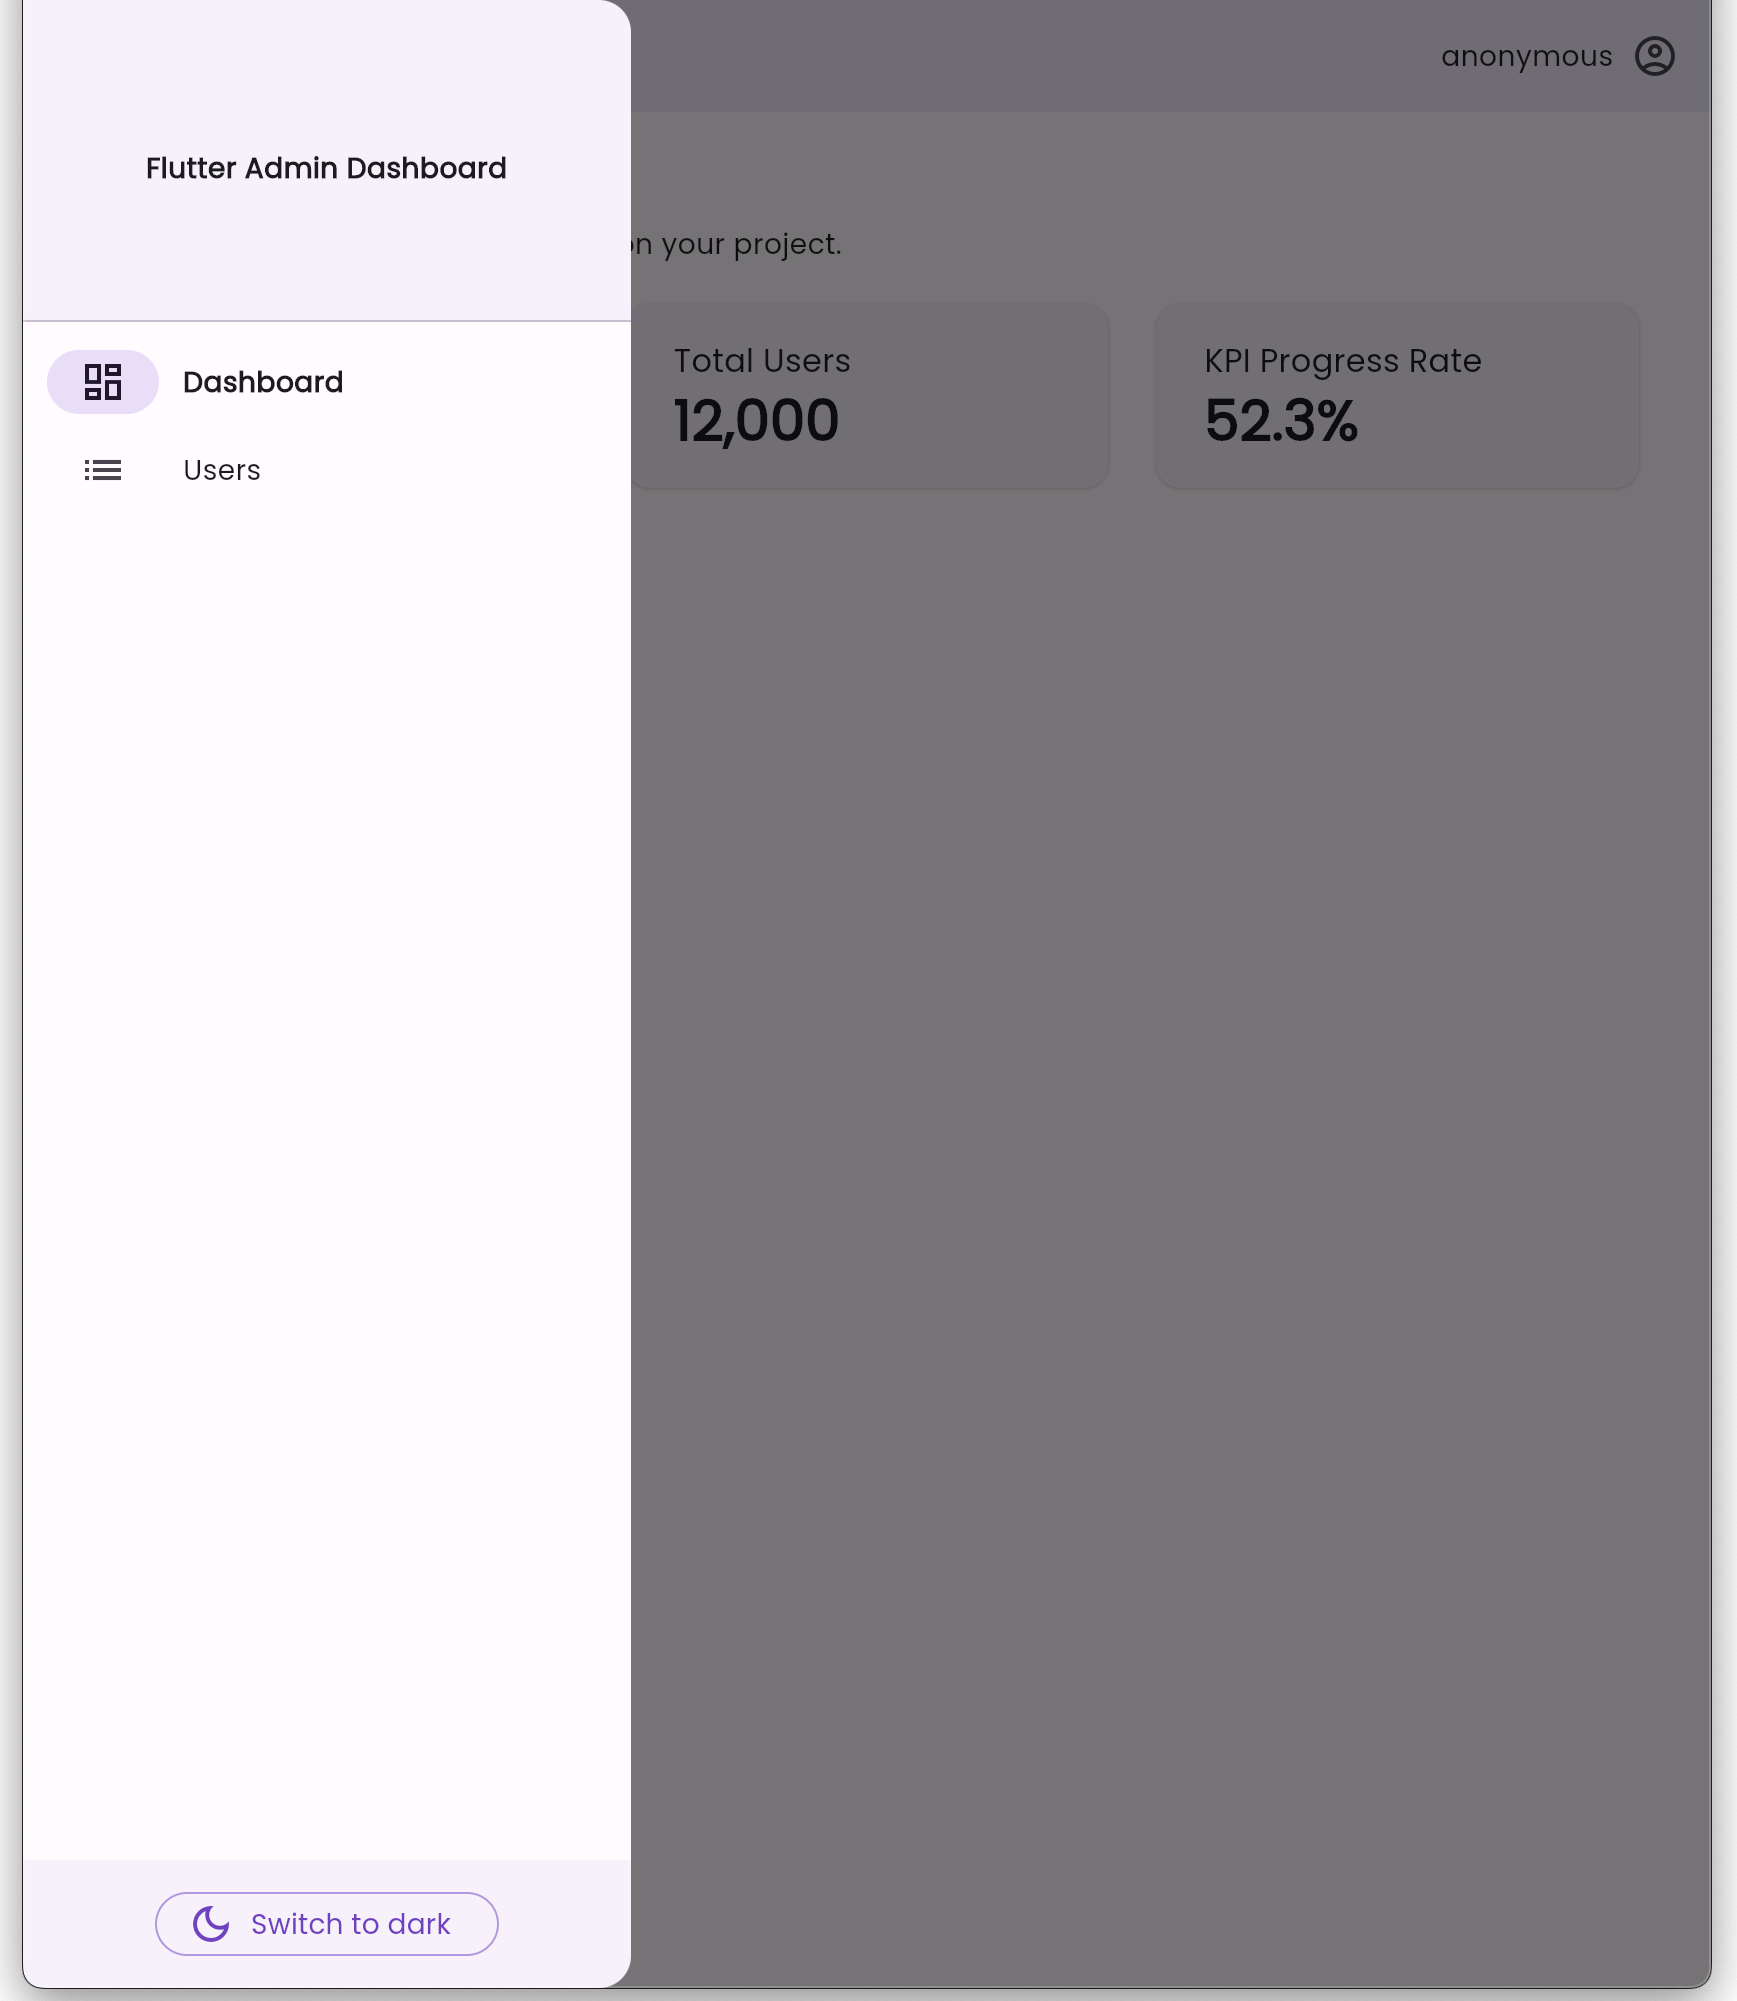 anonymous
Flutter Admin Dashboard
your project.
Dashboard
Users
Total Users
12,000
KPI Progress Rate
52.3%
Switch to dark